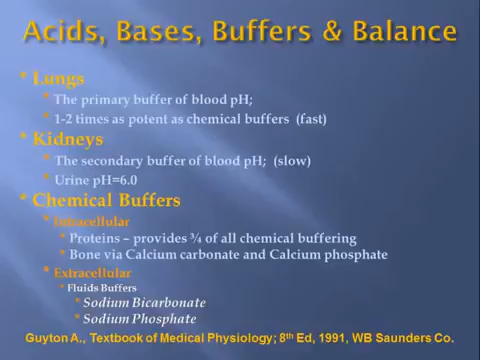 Acids, Bases, Buffers & Balance
* Lungs
* The primary buffer of blood pH;
* 1-2 times as potent as chemical buffers (fast)
* Kidneys
* The secondary buffer of blood pH; (slow)
* Urine pH=6.0
* Chemical Buffers
* Intracellular
* Proteins – provides ¾ of all chemical buffering
* Bone via Calcium carbonate and Calcium phosphate
* Extracellular
* Fluids Buffers
* Sodium Bicarbonate
* Sodium Phosphate
Guyton A., Textbook of Medical Physiology; 8th Ed, 1991, WB Saunders Co.